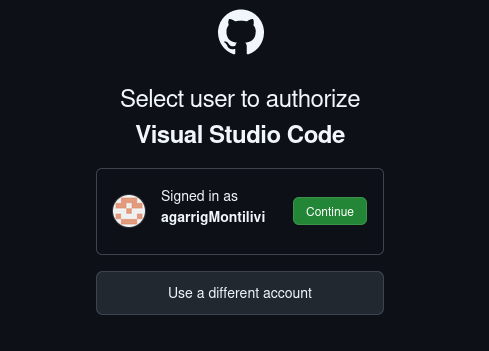 Select user to authorize
Visual Studio Code
Signed in as
agarrigMontilivi
Continue
Use a different account